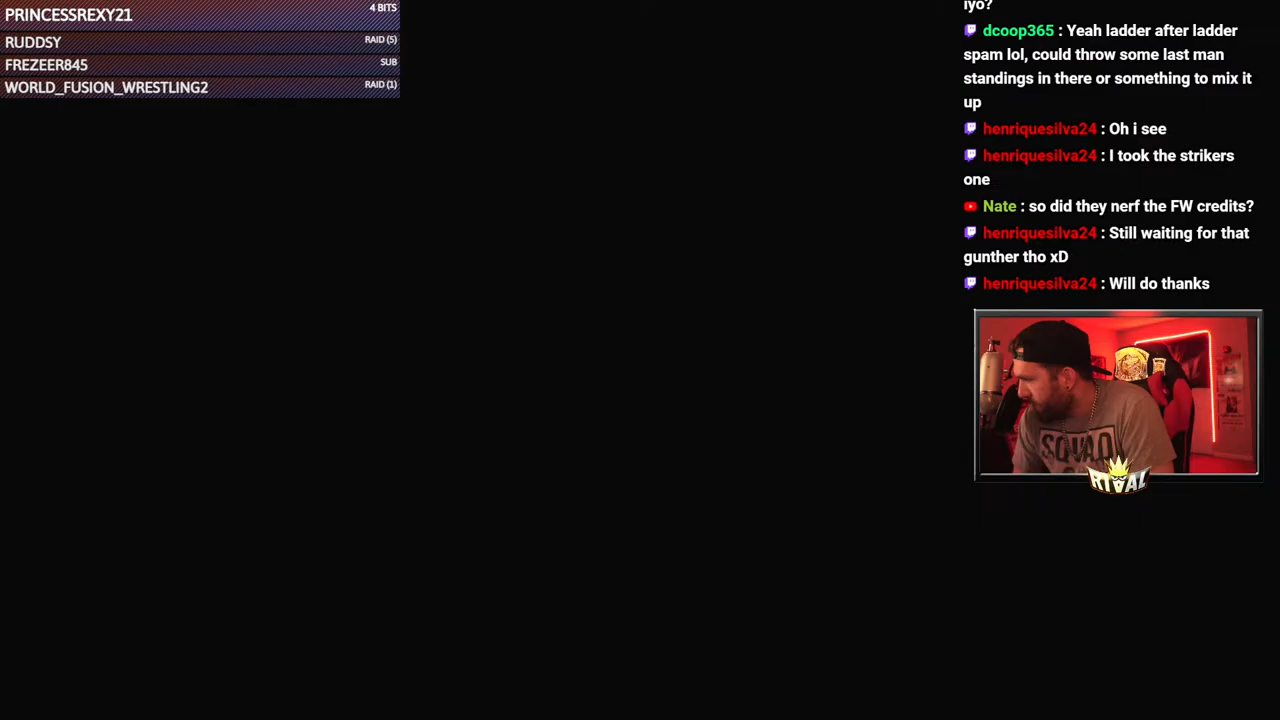 PRINCESSREXY21 4 BITS
RUDDSY RAID (5)
FREZEER845 SUB
WORLD_FUSION_WRESTLING2 RAID (1)
iyo?
dcoop365 : Yeah ladder after ladder
spam lol, could throw some last man
standings in there or something to mix it
up
henriquesilva24 : Oh i see
henriquesilva24 : I took the strikers
one
Nate : so did they nerf the FW credits?
henriquesilva24 : Still waiting for that
gunther tho xD
henriquesilva24 : Will do thanks
SQUAD
RIVAL